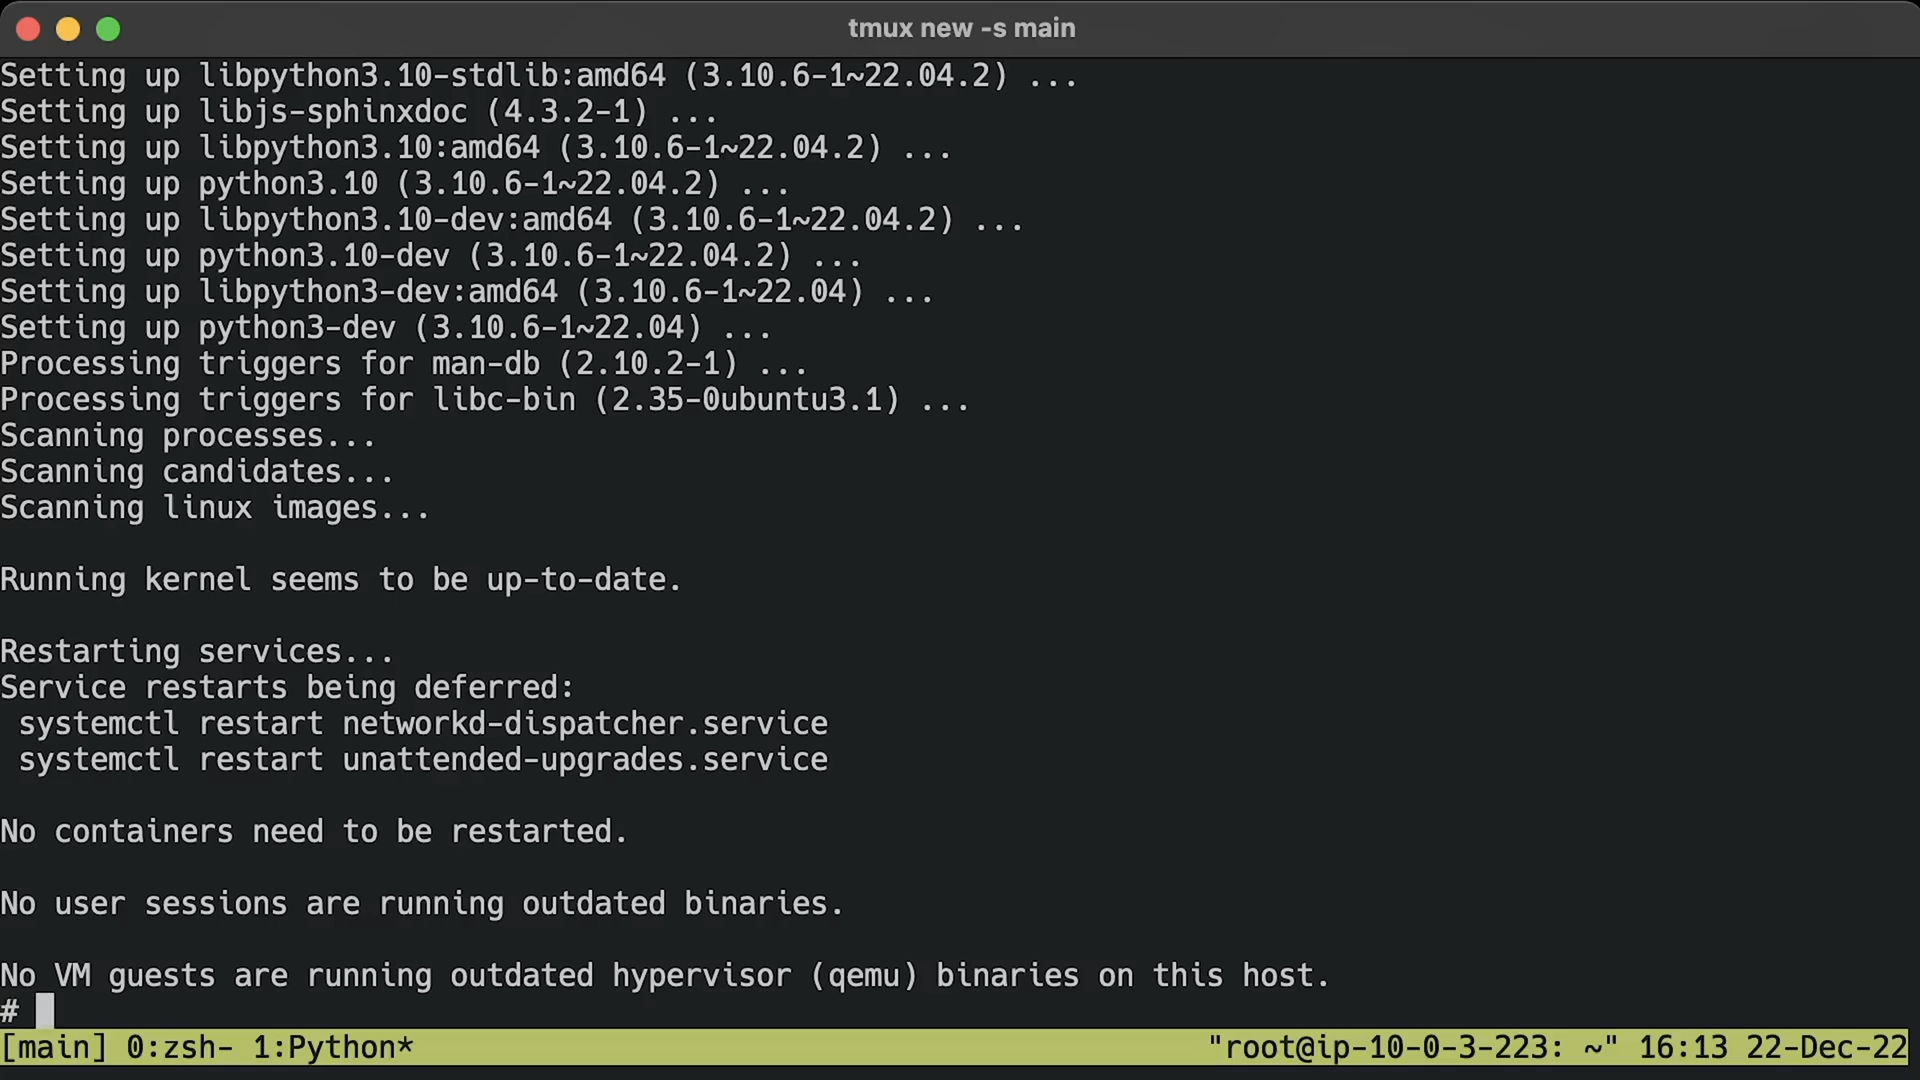 tmux new -s main
Setting up libpython3.10-stdlib:amd64 (3.10.6-1~22.04.2) ...
Setting up libjs-sphinxdoc (4.3.2-1) ...
Setting up libpython3.10:amd64 (3.10.6-1~22.04.2) ...
Setting up python3.10 (3.10.6-1~22.04.2) ...
Setting up libpython3.10-dev:amd64 (3.10.6-1~22.04.2) ...
Setting up python3.10-dev (3.10.6-1~22.04.2) ...
Setting up libpython3-dev:amd64 (3.10.6-1~22.04) ...
Setting up python3-dev (3.10.6-1~22.04) ...
Processing triggers for man-db (2.10.2-1) ...
Processing triggers for libc-bin (2.35-0ubuntu3.1) ...
Scanning processes...
Scanning candidates...
Scanning linux images...
Running kernel seems to be up-to-date.
Restarting services...
Service restarts being deferred:
 systemctl restart networkd-dispatcher.service
 systemctl restart unattended-upgrades.service
No containers need to be restarted.
No user sessions are running outdated binaries.
No VM guests are running outdated hypervisor (qemu) binaries on this host.
#
[main] 0:zsh- 1:Python* "root@ip-10-0-3-223: ~" 16:13 22-Dec-22